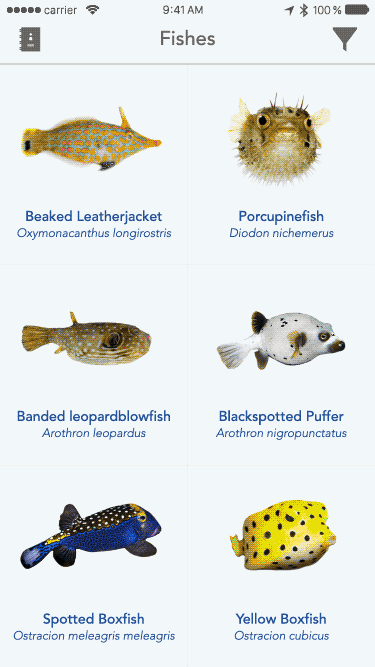 carrier 9:41 AM 100 %
Fishes
Beaked Leatherjacket Porcupinefish
Oxymonacanthus longirostris Diodon nichemerus
Banded leopardblowfish Blackspotted Puffer
Arothron leopardus Arothron nigropunctatus
Spotted Boxfish Yellow Boxfish
Ostracion meleagris meleagris Ostracion cubicus